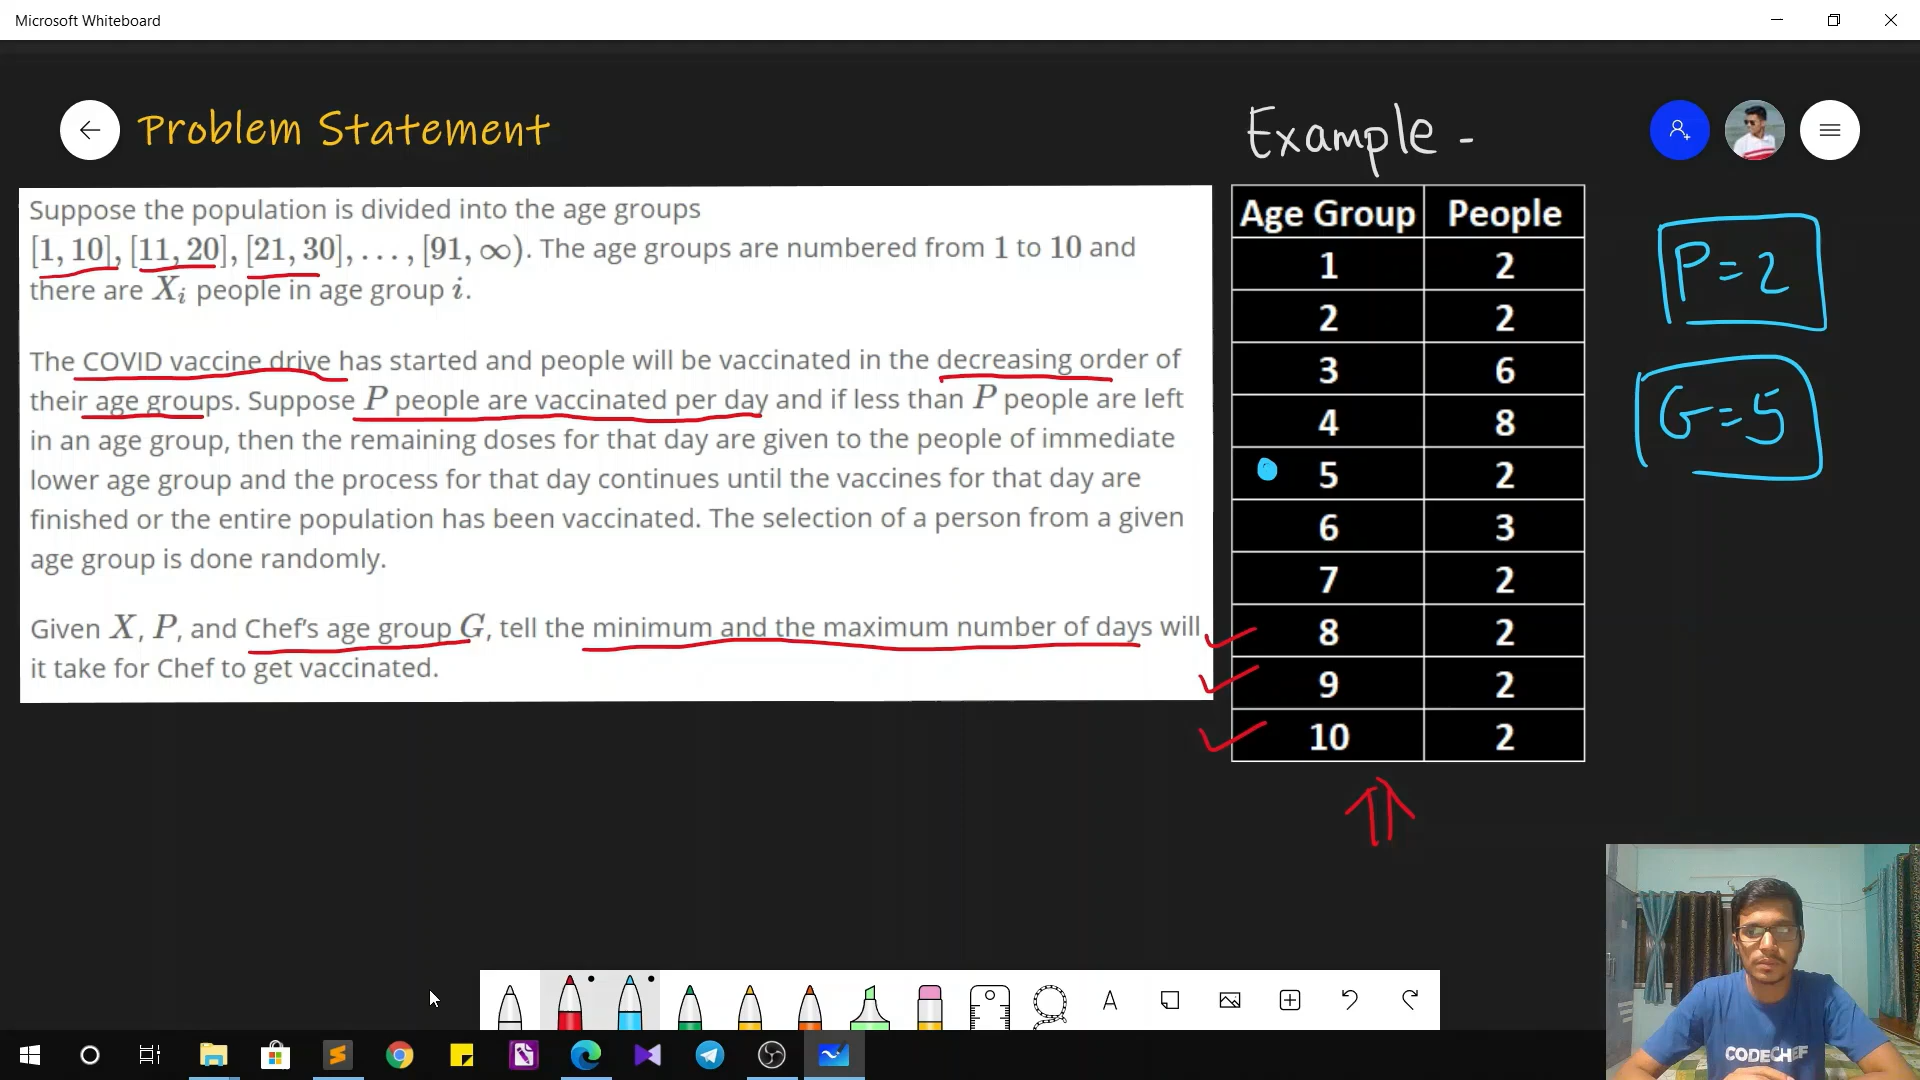 Microsoft Whiteboard
Problem Statement
Example -
Suppose the population is divided into the age groups
[1, 10], [11, 20], [21, 30], . . . , [91, ∞). The age groups are numbered from 1 to 10 and
there are Xi people in age group i.
The COVID vaccine drive has started and people will be vaccinated in the decreasing order of
their age groups. Suppose P people are vaccinated per day and if less than P people are left
in an age group, then the remaining doses for that day are given to the people of immediate
lower age group and the process for that day continues until the vaccines for that day are
finished or the entire population has been vaccinated. The selection of a person from a given
age group is done randomly.
Given X, P, and Chef's age group G, tell the minimum and the maximum number of days will
it take for Chef to get vaccinated.
Age Group People
1 2
2 2
3 6
4 8
5 2
6 3
7 2
8 2
9 2
10 2
P=2
G=5
A
CODECHEF